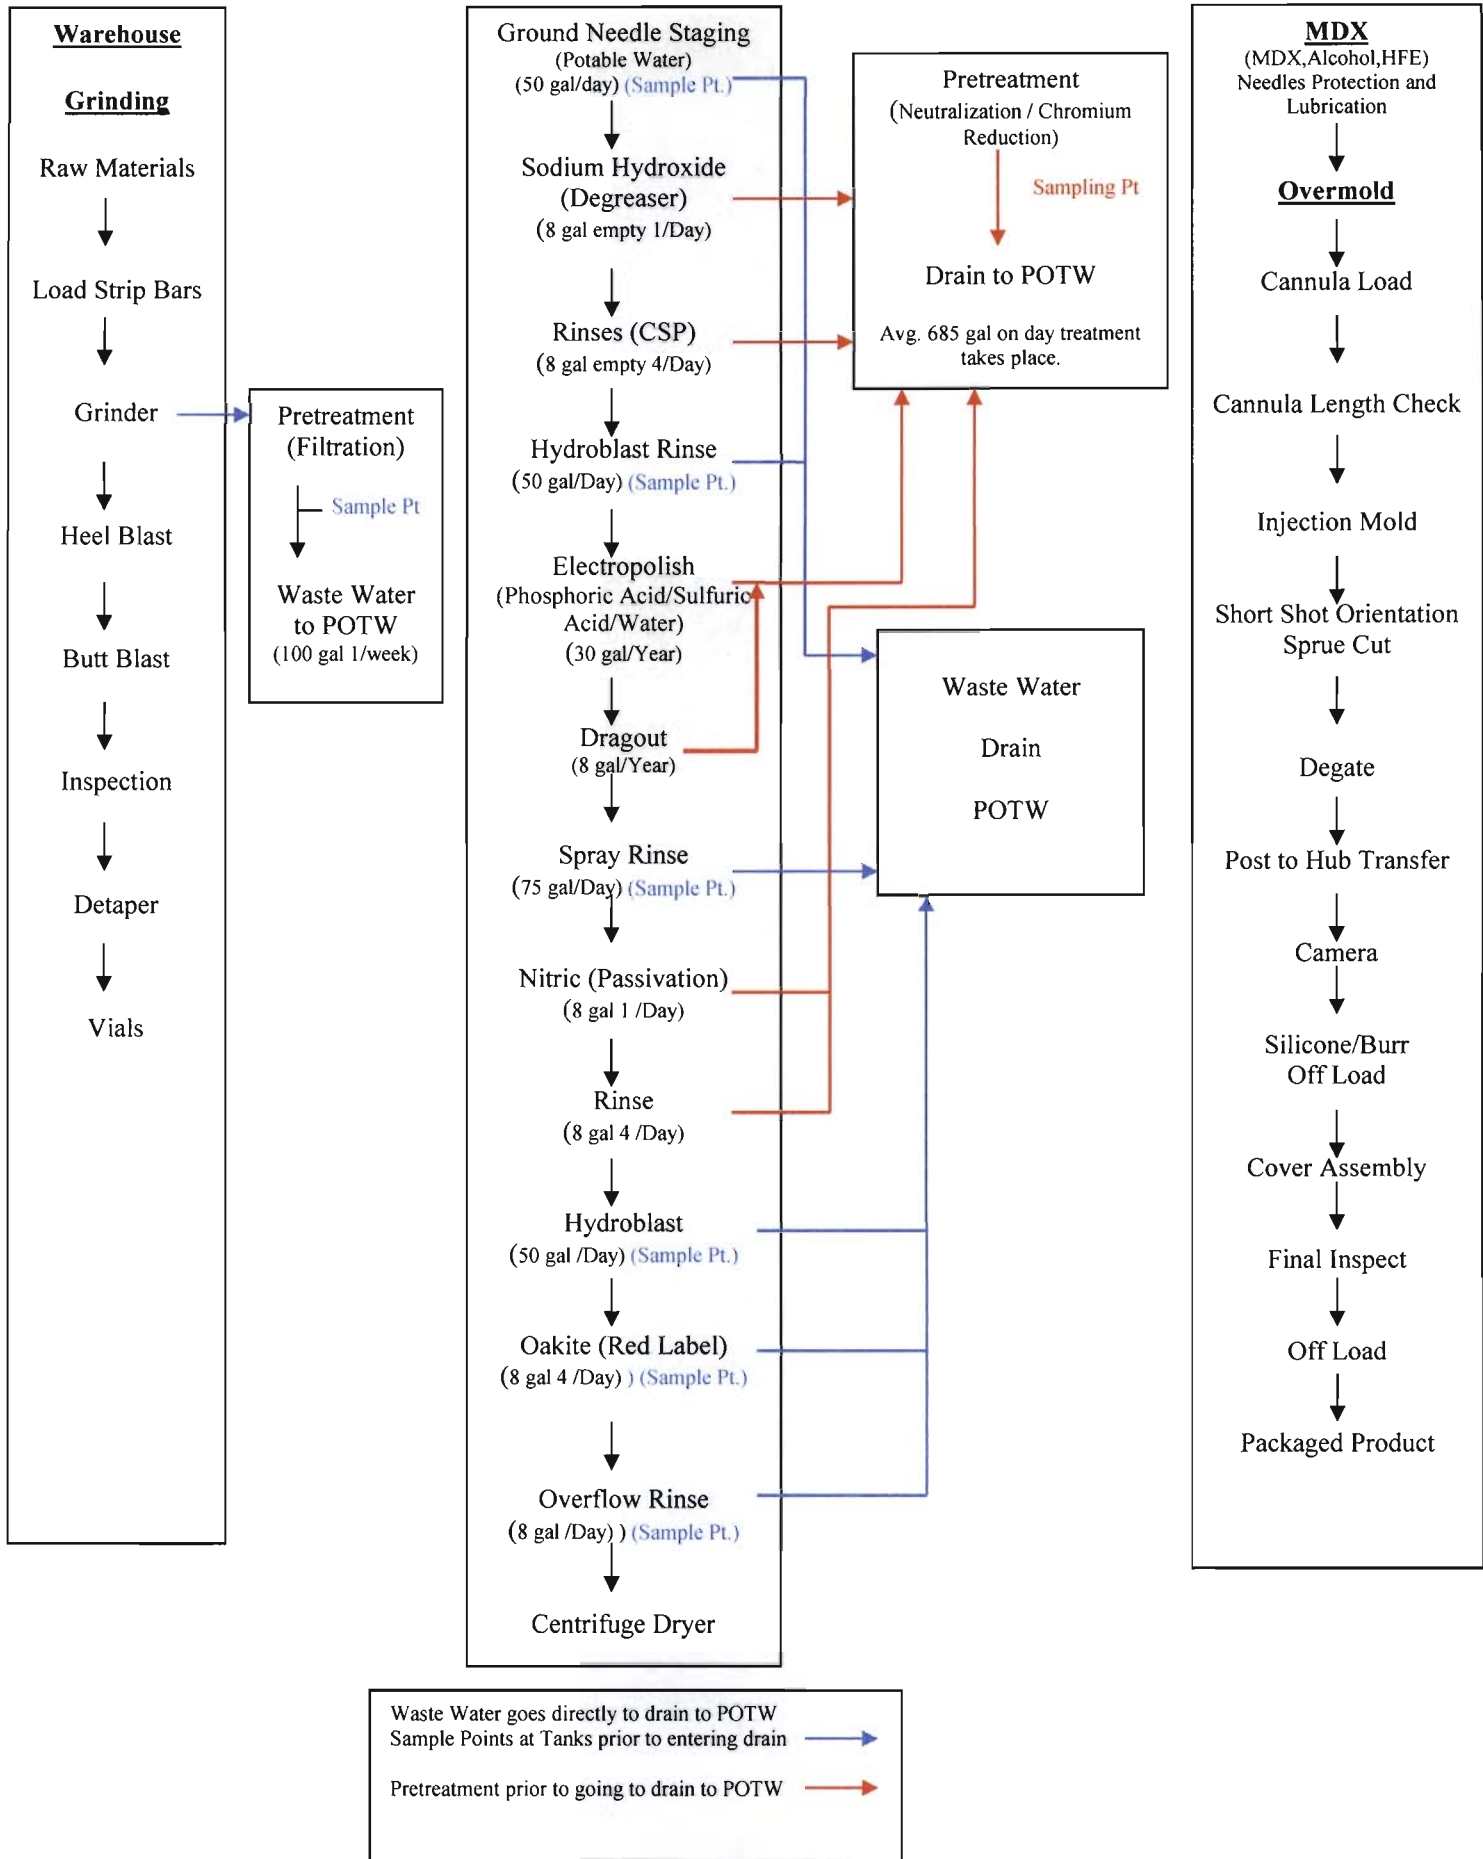 Warehouse
Grinding
Raw Materials
Load Strip Bars
Grinder
Heel Blast
Butt Blast
Inspection
Detaper
Vials
Pretreatment
(Filtration)
Sample Pt
Waste Water
to POTW
(100 gal 1/week)
Ground Needle Staging
(Potable Water)
(50 gal/day) (Sample Pt.)
Sodium Hydroxide
(Degreaser)
(8 gal empty 1/Day)
Rinses (CSP)
(8 gal empty 4/Day)
Hydroblast Rinse
(50 gal/Day) (Sample Pt.)
Electropolish
(Phosphoric Acid/Sulfuric
Acid/Water)
(30 gal/Year)
Dragout
(8 gal/Year)
Spray Rinse
(75 gal/Day) (Sample Pt.)
Nitric (Passivation)
(8 gal 1 /Day)
Rinse
(8 gal 4 /Day)
Hydroblast
(50 gal /Day) (Sample Pt.)
Oakite (Red Label)
(8 gal 4 /Day) ) (Sample Pt.)
Overflow Rinse
(8 gal /Day) ) (Sample Pt.)
Centrifuge Dryer
Pretreatment
(Neutralization / Chromium
Reduction)
Sampling Pt
Drain to POTW
Avg. 685 gal on day treatment
takes place.
Waste Water
Drain
POTW
MDX
(MDX,Alcohol,HFE)
Needles Protection and
Lubrication
Overmold
Cannula Load
Cannula Length Check
Injection Mold
Short Shot Orientation
Sprue Cut
Degate
Post to Hub Transfer
Camera
Silicone/Burr
Off Load
Cover Assembly
Final Inspect
Off Load
Packaged Product
Waste Water goes directly to drain to POTW
Sample Points at Tanks prior to entering drain
Pretreatment prior to going to drain to POTW